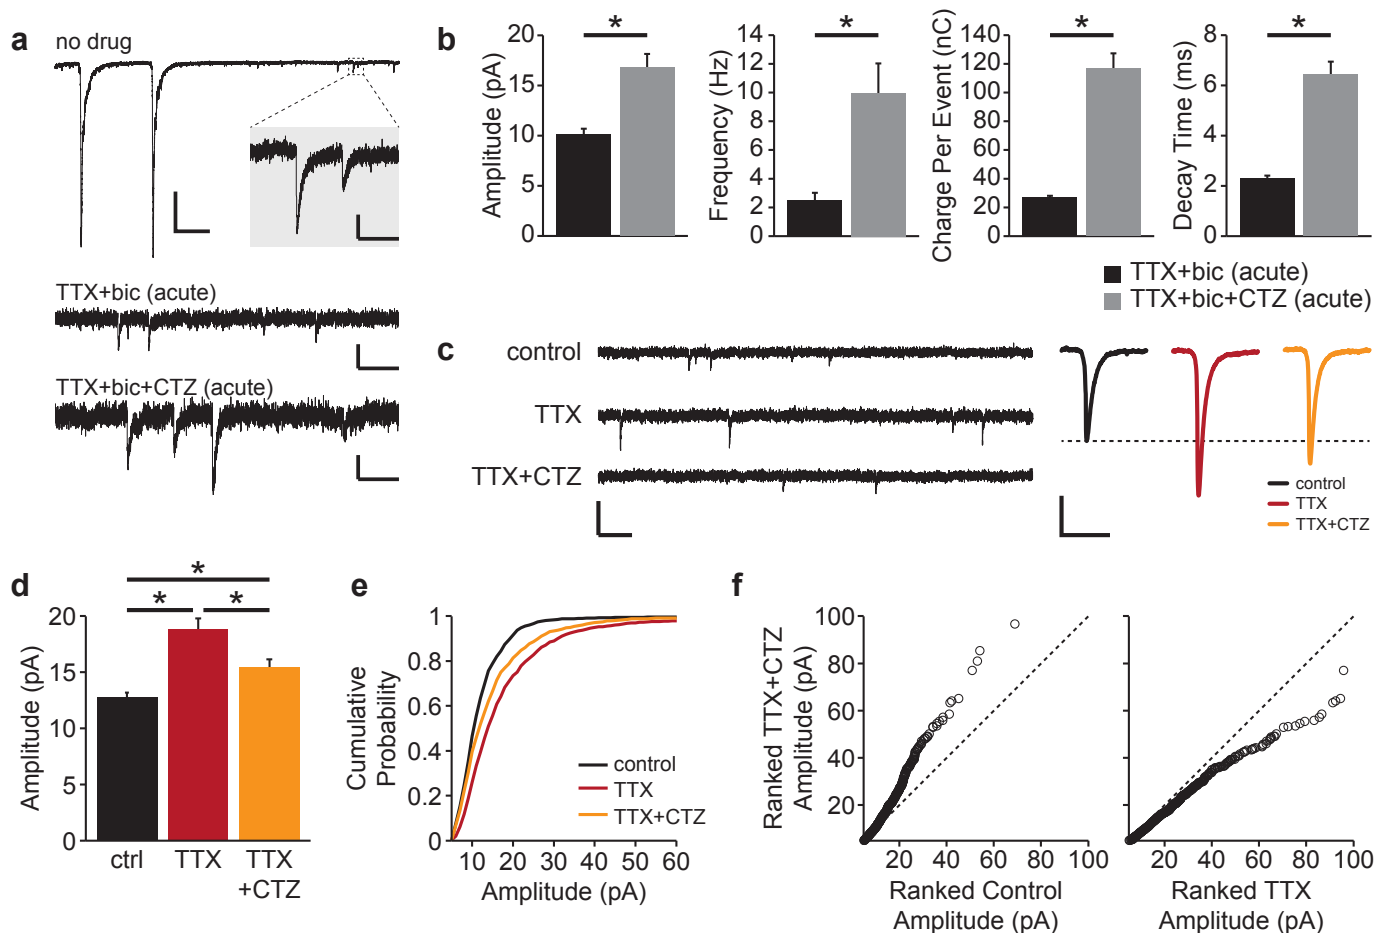 a
no drug
TTX+bic (acute)
TTX+bic+CTZ (acute)
b
*
20
15
10
5
0
Amplitude (pA)
*
14
12
10
8
6
4
2
0
Frequency (Hz)
*
140
120
100
80
60
40
20
0
Charge Per Event (nC)
*
8
6
4
2
0
Decay Time (ms)
TTX+bic (acute)
TTX+bic+CTZ (acute)
c
control
TTX
TTX+CTZ
control
TTX
TTX+CTZ
d
*
*
*
20
15
10
5
0
Amplitude (pA)
ctrl
TTX
TTX
+CTZ
e
1
0.8
0.6
0.4
0.2
0
Cumulative
Probability
control
TTX
TTX+CTZ
10
20
30
40
50
60
Amplitude (pA)
f
100
80
60
40
20
Ranked TTX+CTZ
Amplitude (pA)
20
40
60
80
100
Ranked Control
Amplitude (pA)
20
40
60
80
100
Ranked TTX
Amplitude (pA)